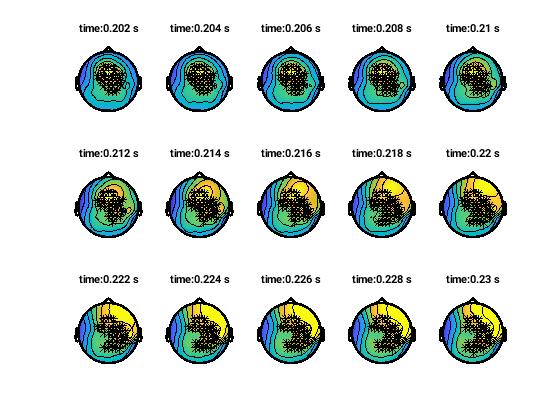 time:0.202 s time:0.204 s time:0.206 s time:0.208 s time:0.21 s
time:0.212 s time:0.214 s time:0.216 s time:0.218 s time:0.22 s
time:0.222 s time:0.224 s time:0.226 s time:0.228 s time:0.23 s